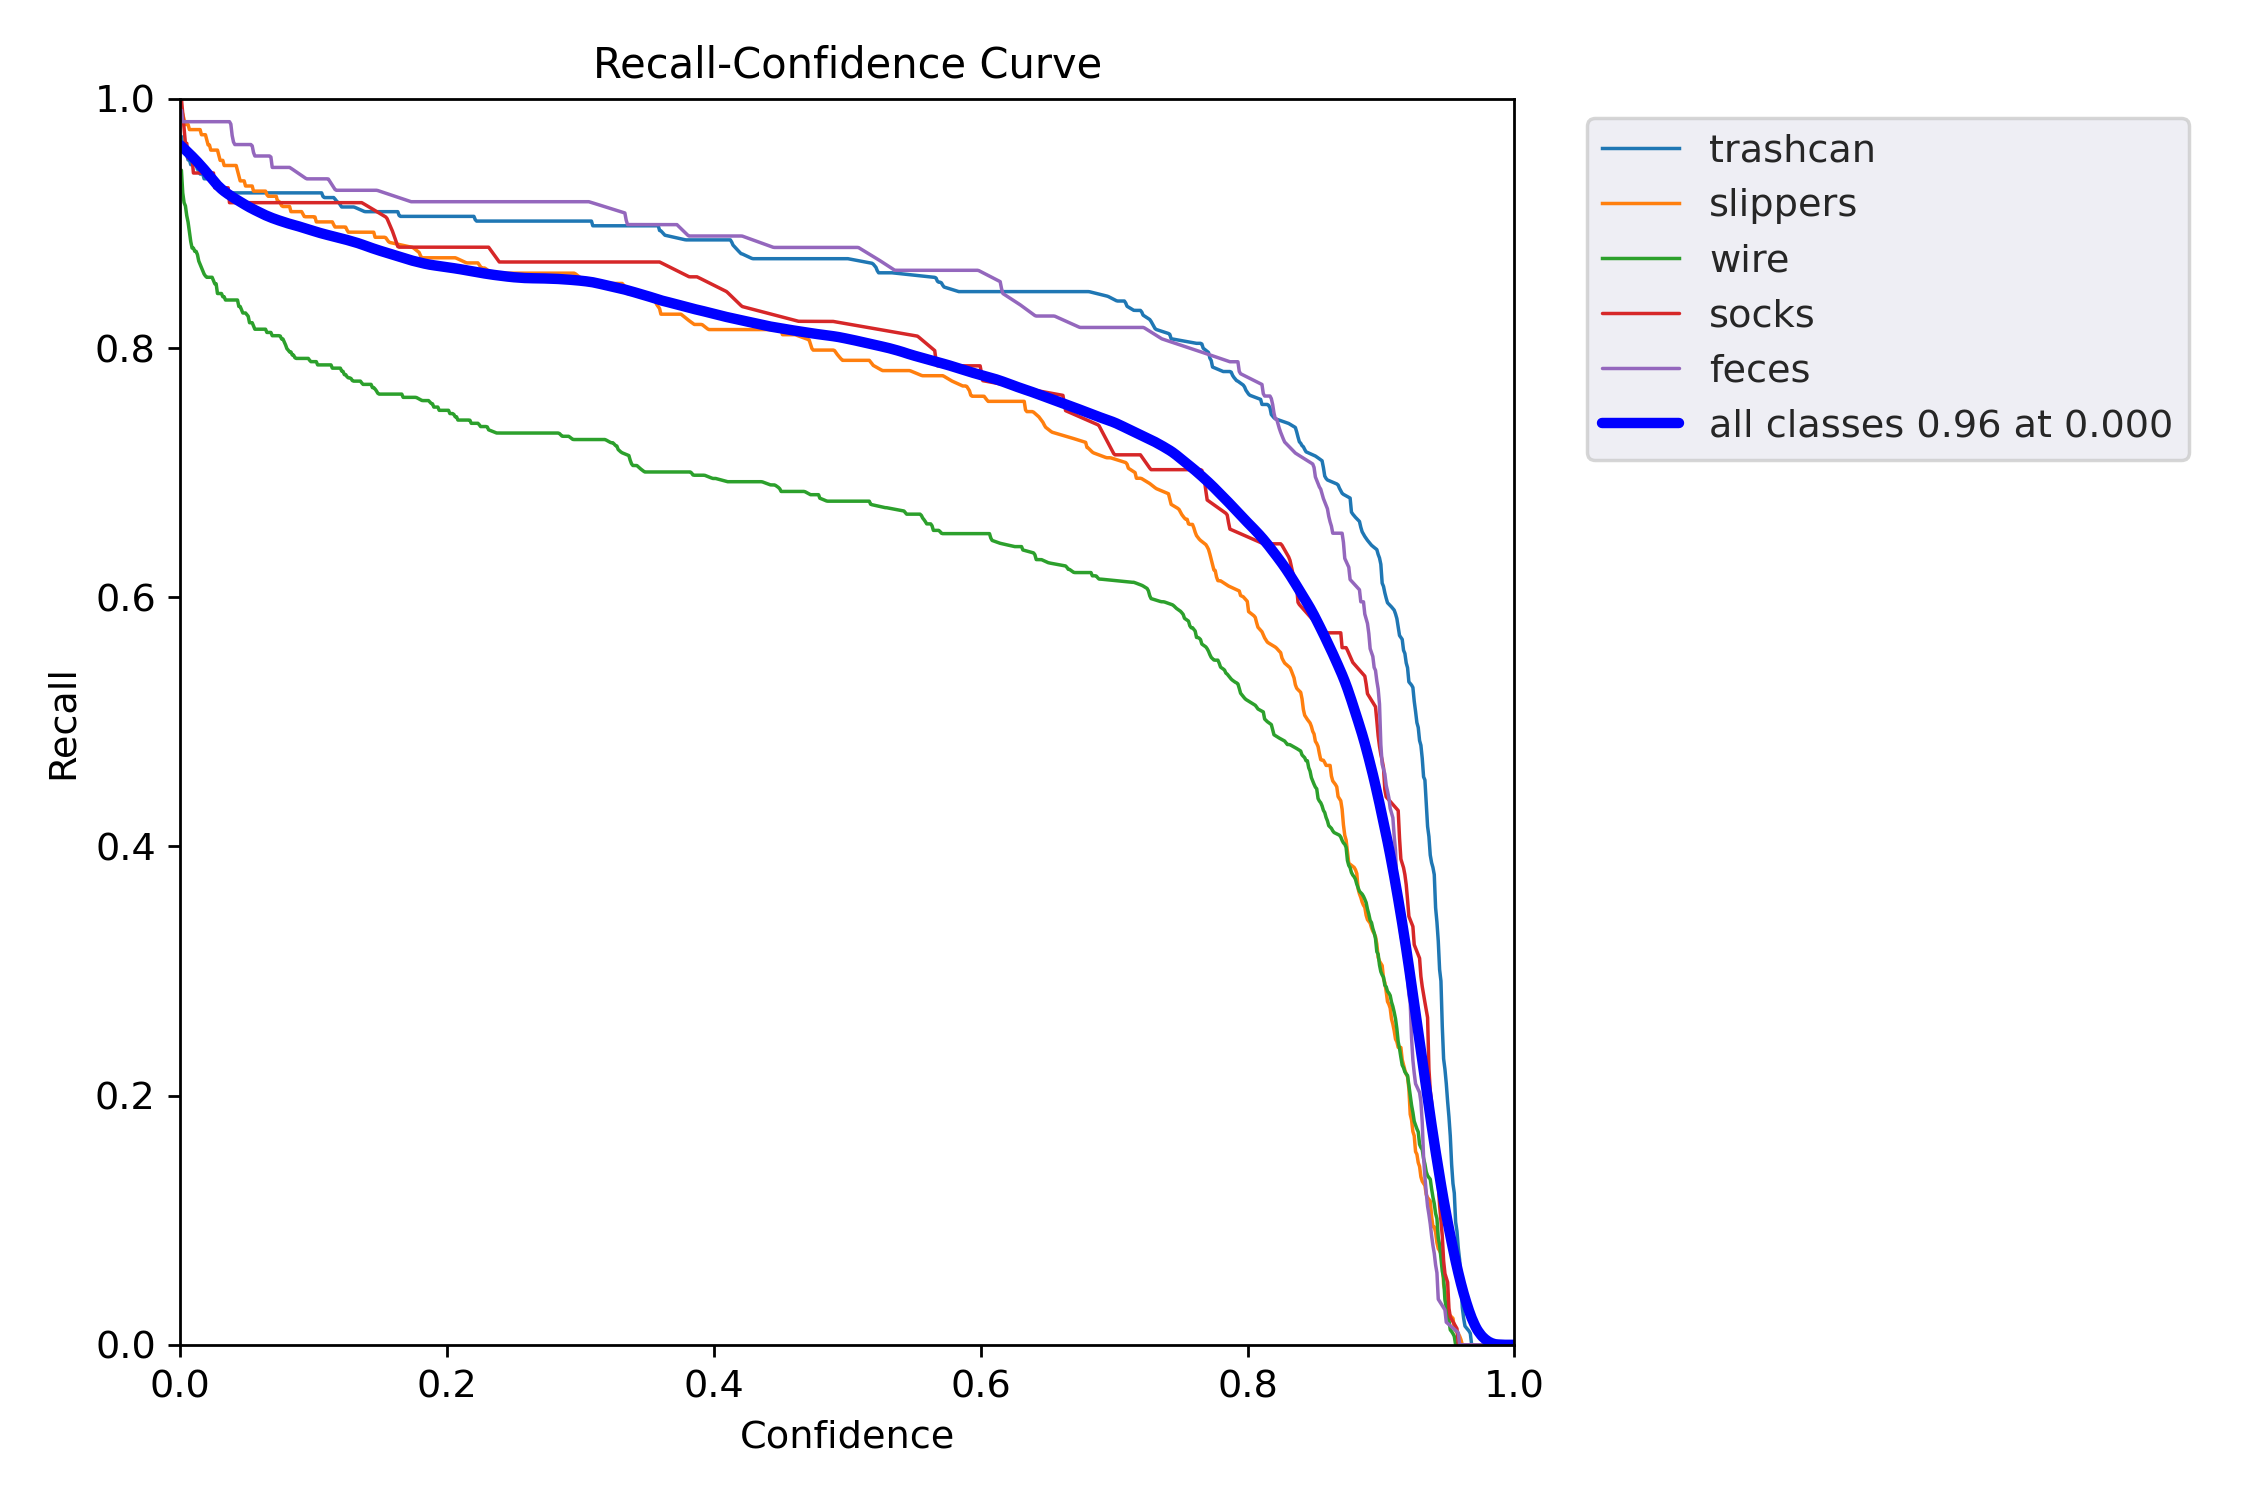 Recall-Confidence Curve
1.0
0.8
0.6
0.4
0.2
0.0
Recall
0.0 0.2 0.4 0.6 0.8 1.0
Confidence
trashcan
slippers
wire
socks
feces
all classes 0.96 at 0.000